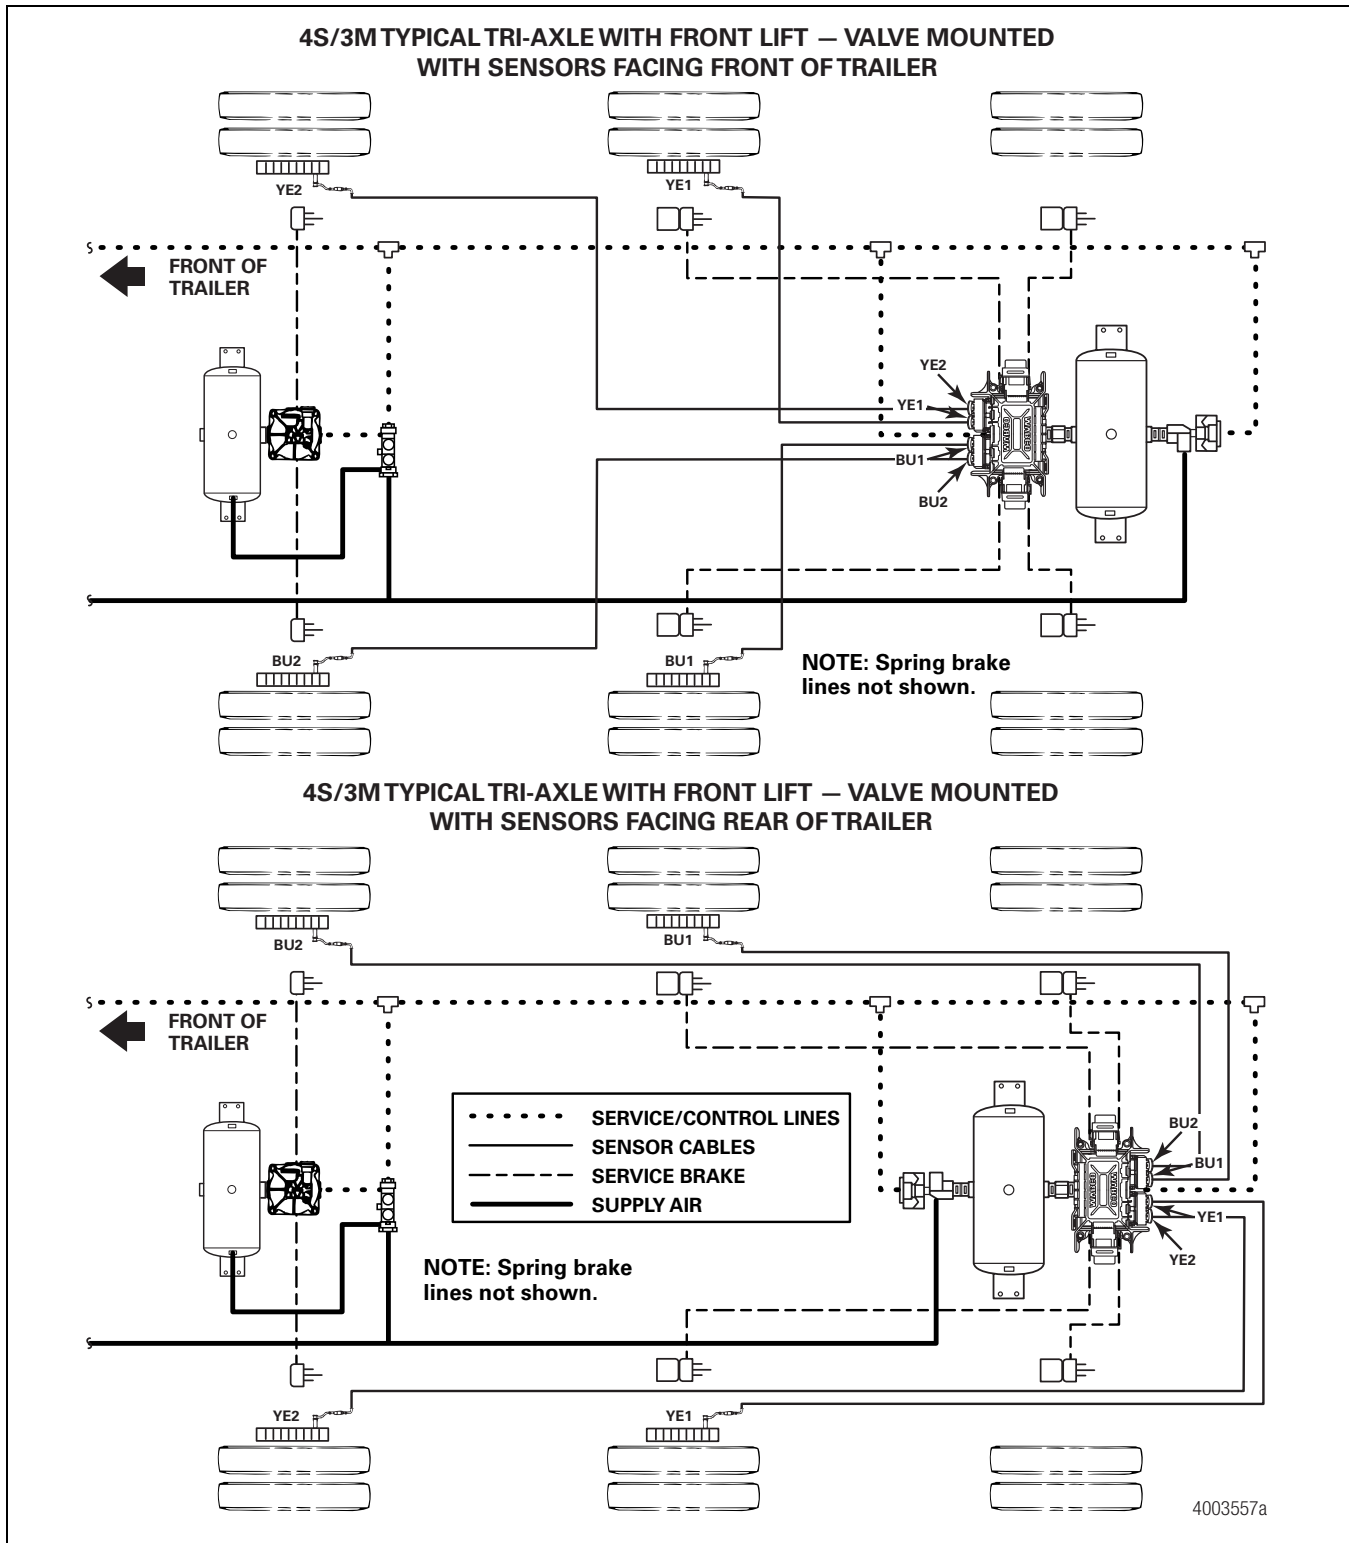 4S/3M TYPICAL TRI-AXLE WITH FRONT LIFT — VALVE MOUNTED
WITH SENSORS FACING FRONT OF TRAILER
YE2
YE1
FRONT OF
TRAILER
YE2
YE1
BU1
BU2
BU2
BU1
NOTE: Spring brake
lines not shown.
4S/3M TYPICAL TRI-AXLE WITH FRONT LIFT — VALVE MOUNTED
WITH SENSORS FACING REAR OF TRAILER
BU2
BU1
FRONT OF
TRAILER
SERVICE/CONTROL LINES
SENSOR CABLES
SERVICE BRAKE
SUPPLY AIR
BU2
BU1
YE1
YE2
NOTE: Spring brake
lines not shown.
YE2
YE1
4003557a